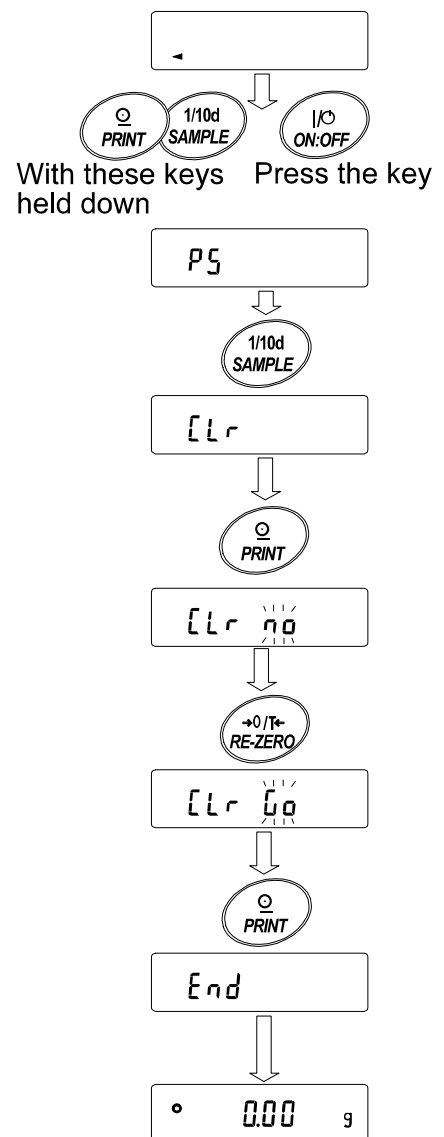 1/10d
PRINT SAMPLE ON:OFF
With these keys Press the key
held down
PS
1/10d
SAMPLE
CLr
PRINT
CLr no
→0/T←
RE-ZERO
CLr Go
PRINT
End
0.00 g